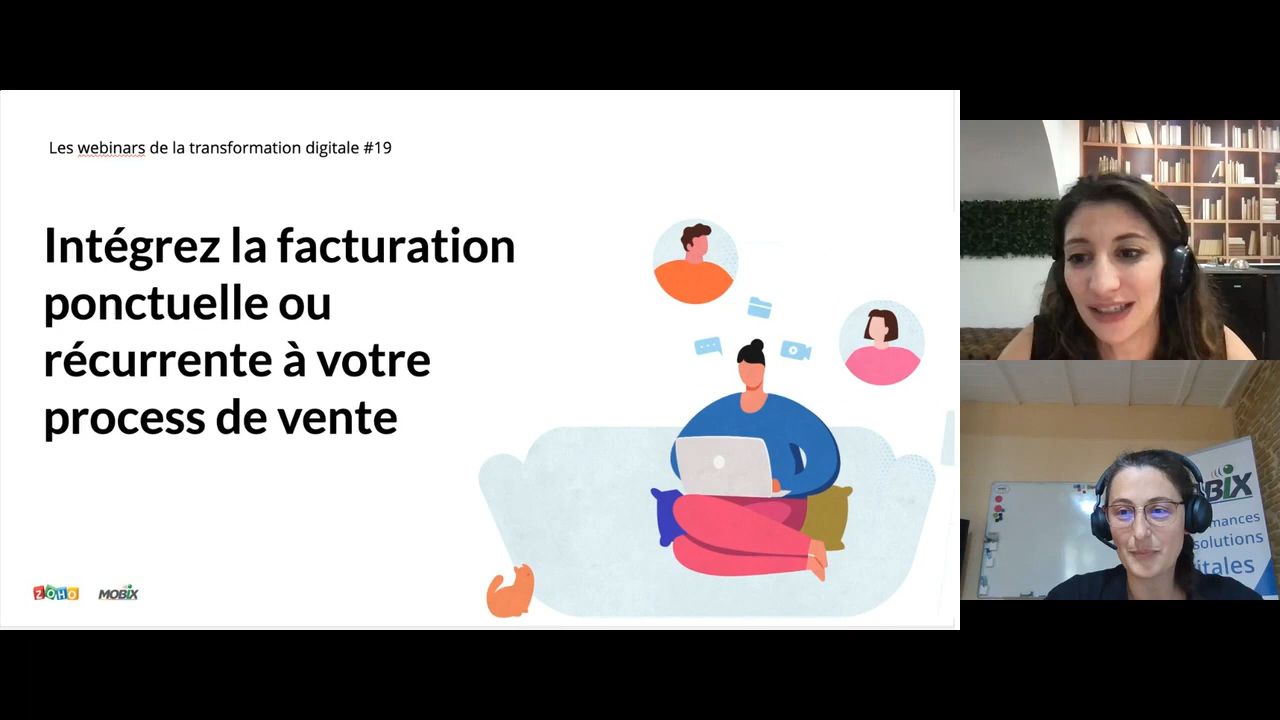 Les webinars de la transformation digitale #19
Intégrez la facturation
ponctuelle ou
récurrente à votre
process de vente
ZOHO MOBiX
BiX
mances
solutions
itales